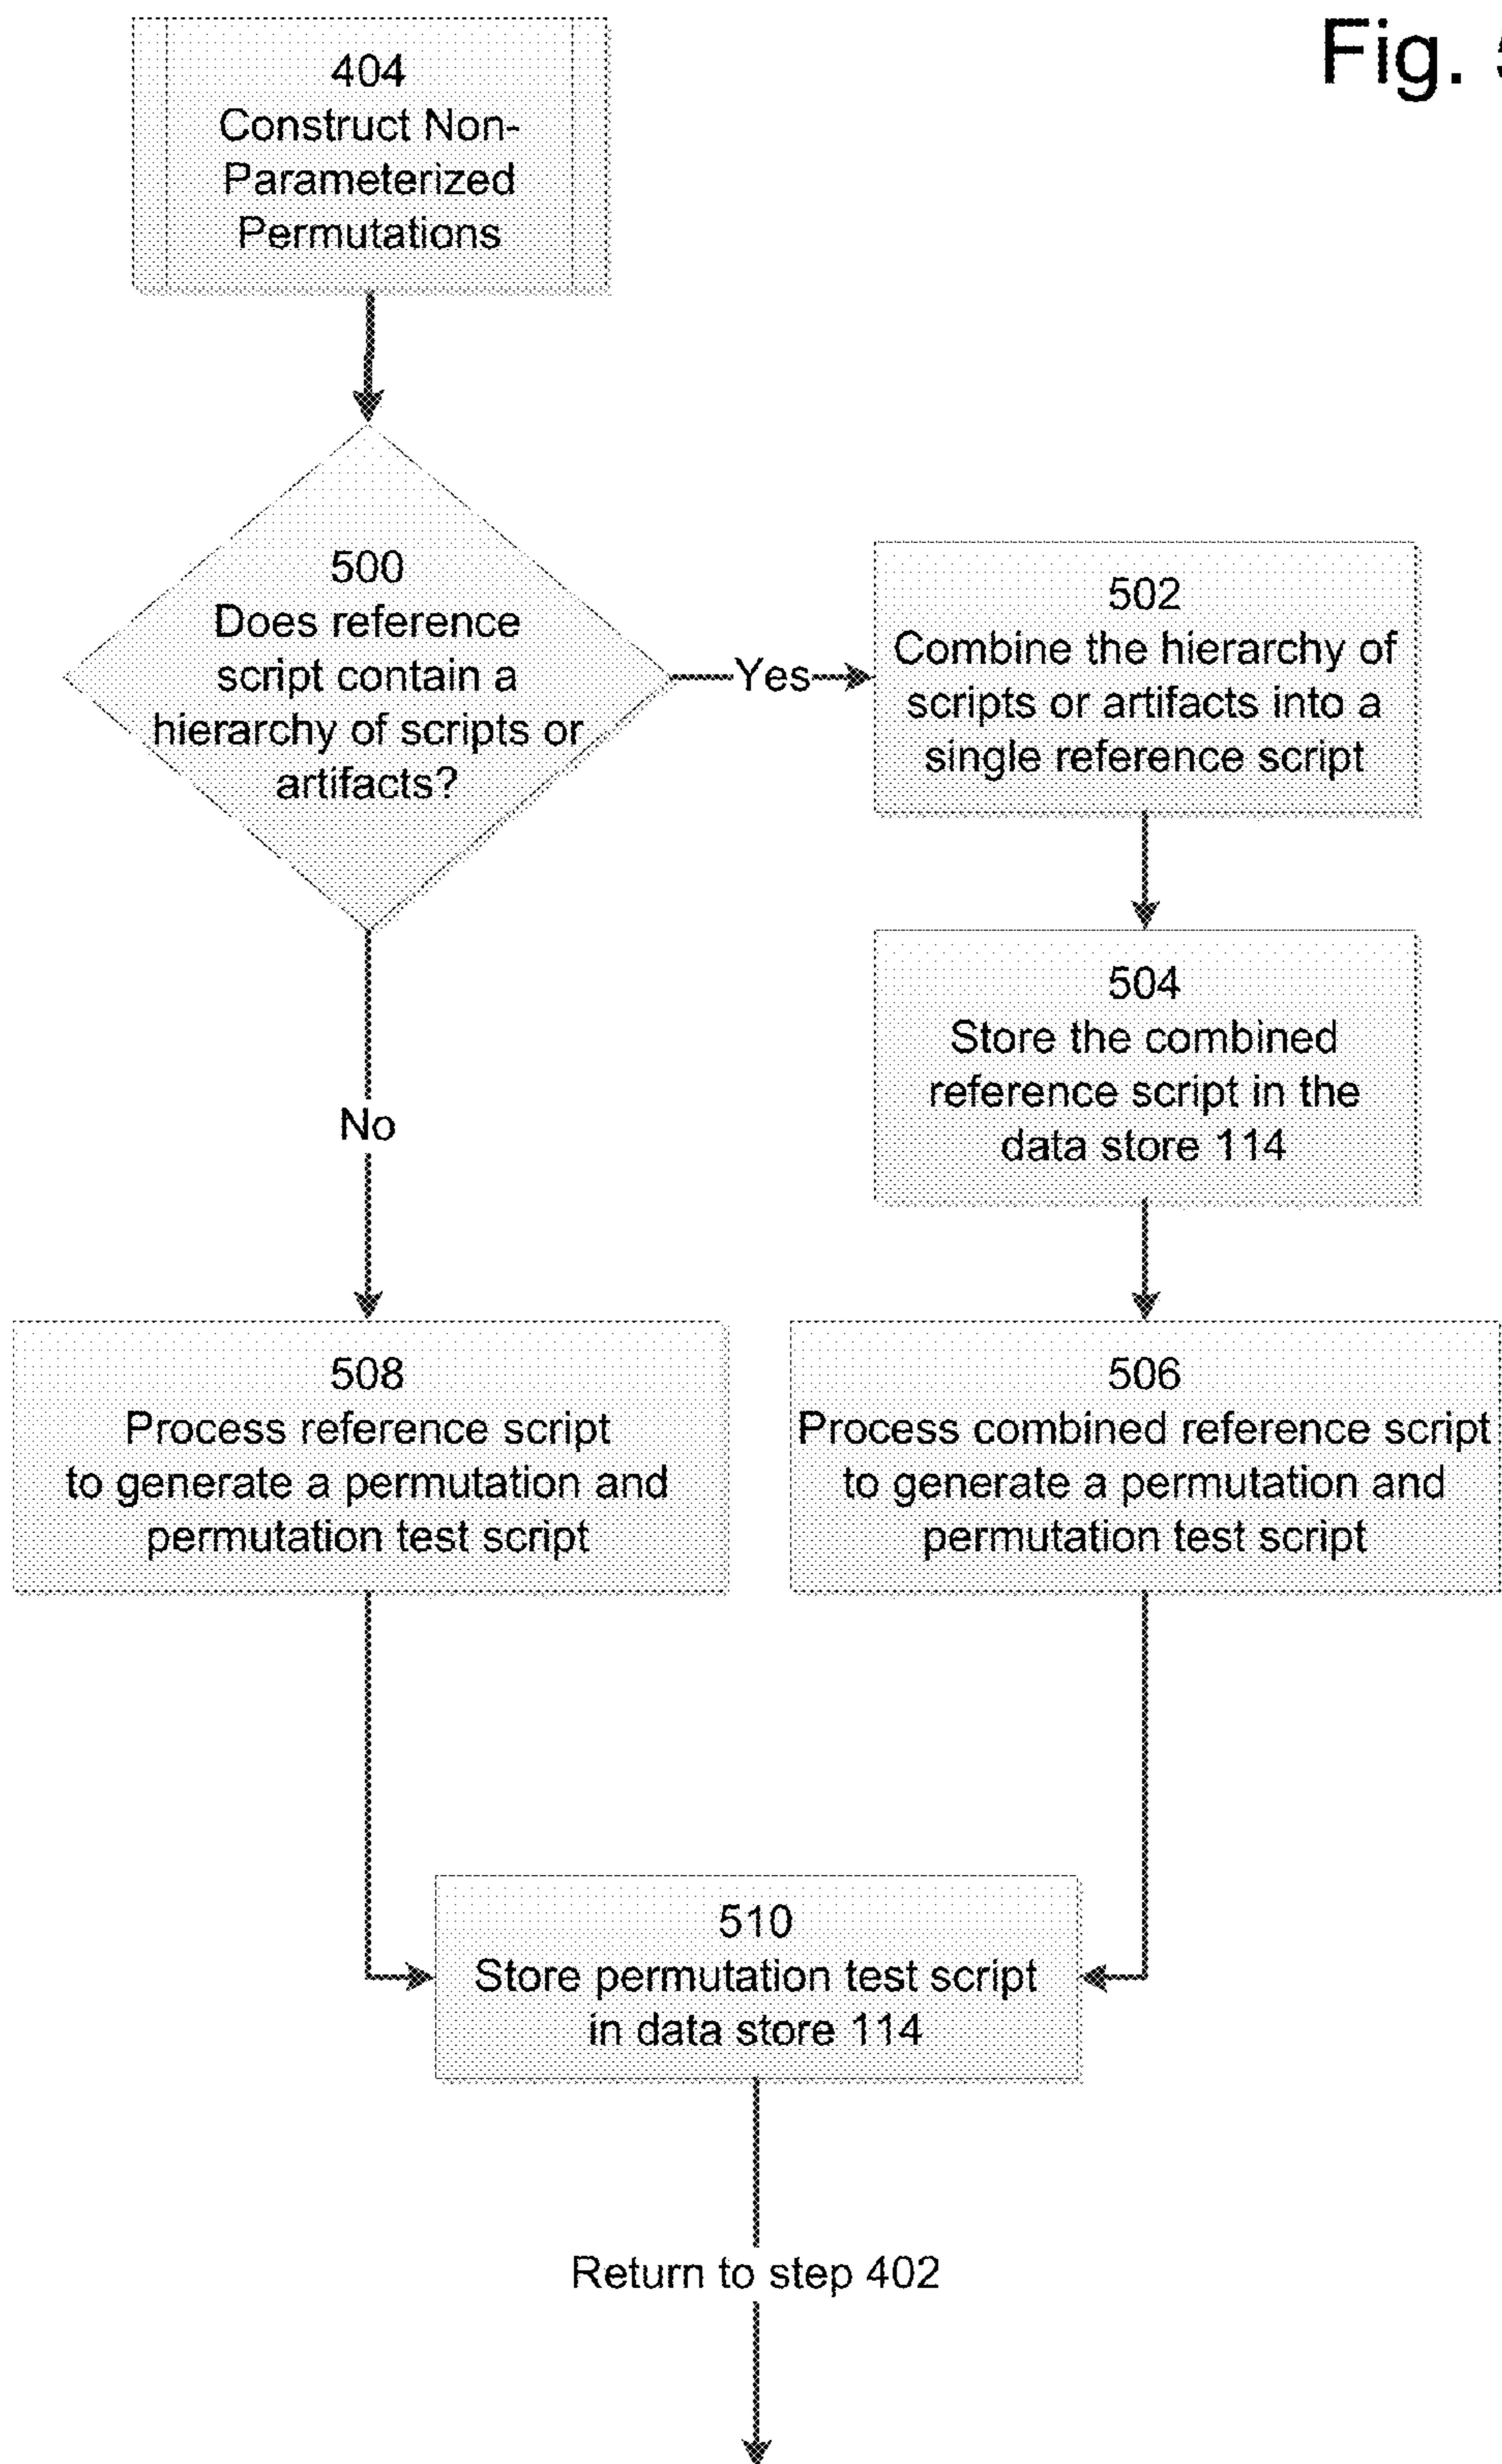 Fig. 5
404
Construct Non-
Parameterized
Permutations
500
Does reference
script contain a
hierarchy of scripts or
artifacts?
Yes
502
Combine the hierarchy of
scripts or artifacts into a
single reference script
504
Store the combined
reference script in the
data store 114
No
508
Process reference script
to generate a permutation and
permutation test script
506
Process combined reference script
to generate a permutation and
permutation test script
510
Store permutation test script
in data store 114
Return to step 402